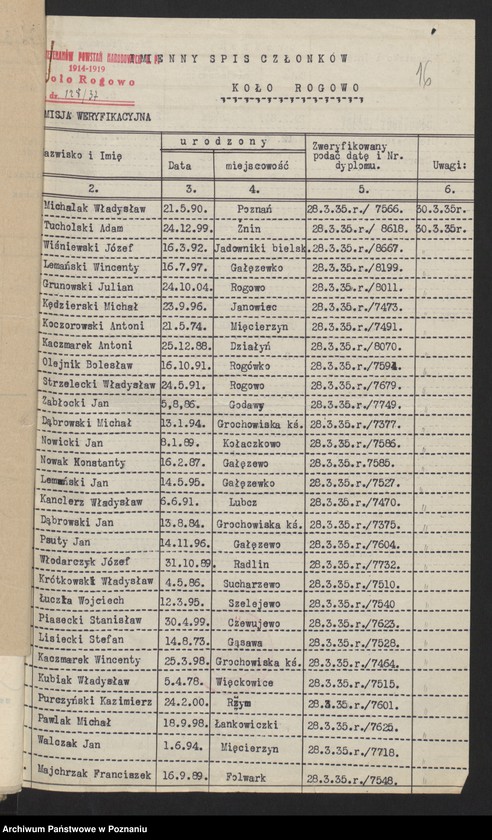 MIENNY SPIS CZŁONKÓW
1914-1919
Koło Rogowo
dz. 128/37
16
KOŁO ROGOWO
MISJA WERYFIKACYJNA
azwisko i Imię urodzony Data miejscowość Zweryfikowany podać datę i Nr. dyplomu. Uwagi:
2. 3. 4. 5. 6.
Michalak Władysław 21.5.90. Poznań 28.3.35.r./ 7566. 30.3.35r.
Tucholski Adam 24.12.99. Żnin 28.3.35.r./ 8618. 30.3.35r.
Wiśniewski Józef 16.3.92. Jadowniki bielsk 28.3.35.r./8667.
Lemański Wincenty 16.7.97. Gałęzewko 28.3.35.r./8199.
Grunowski Julian 24.10.04. Rogowo 28.3.35.r./8011.
Kędzierski Michał 23.9.96. Janowiec 28.3.35.r./7473.
Koczorowski Antoni 21.5.74. Mięcierzyn 28.3.35.r./7491.
Kaczmarek Antoni 25.12.88. Działyń 28.3.35.r./8070.
Olejnik Bolesław 16.10.91. Rogówko 28.3.35.r./7594.
Strzelecki Władysław 24.5.91. Rogowo 28.3.35.r./7679.
Zabłocki Jan 5,8,86. Godawy 28.3.35.r./7749.
Dąbrowski Michał 13.1.94. Grochowiska ks. 28.3.35.r./7377.
Nowicki Jan 8.1.89. Kołaczkowo 28.3.35.r./7586.
Nowak Konstanty 16.2.87. Gałęzewo 28.3.35.r.7585.
Lemański Jan 14.5.95. Gałęzewko 28.3.35.r./7527.
Kanclerz Władysław 6.6.91. Lubcz 28.3.35.r./7470.
Dąbrowski Jan 13.8.84. Grochowiska ks. 28.3.35.r./7375.
Psuty Jan 14.11.96. Gałęzewo 28.3.35.r./7604.
Włodarczyk Józef 31.10.89. Radlin 28.3.35.r./7732.
Krótkowski Władysław 4.5.86. Sucharzewo 28.3.35.r./7510.
Łuczka Wojciech 12.3.95. Szelejewo 28.3.35.r./7540
Piasecki Stanisław 30.4.99. Czewujewo 28.3.35.r./7623.
Lisiecki Stefan 14.8.73. Gąsawa 28.3.35.r./7528.
Kaczmarek Wincenty 25.3.98. Grochowiska ks. 28.3.35.r./7464.
Kubiak Władysław 5.4.78. Więckowice 28.3.35.r./7515.
Purczyński Kazimierz 24.2.00. Rzym 28.3.35.r./7601.
Pawlak Michał 18.9.98. Łankowiczki 28.3.35.r./7625.
Walczak Jan 1.6.94. Mięcierzyn 28.3.35.r./7718.
Majchrzak Franciszek 16.9.89. Folwark 28.3.35.r./7548.
Archiwum Państwowe w Poznaniu